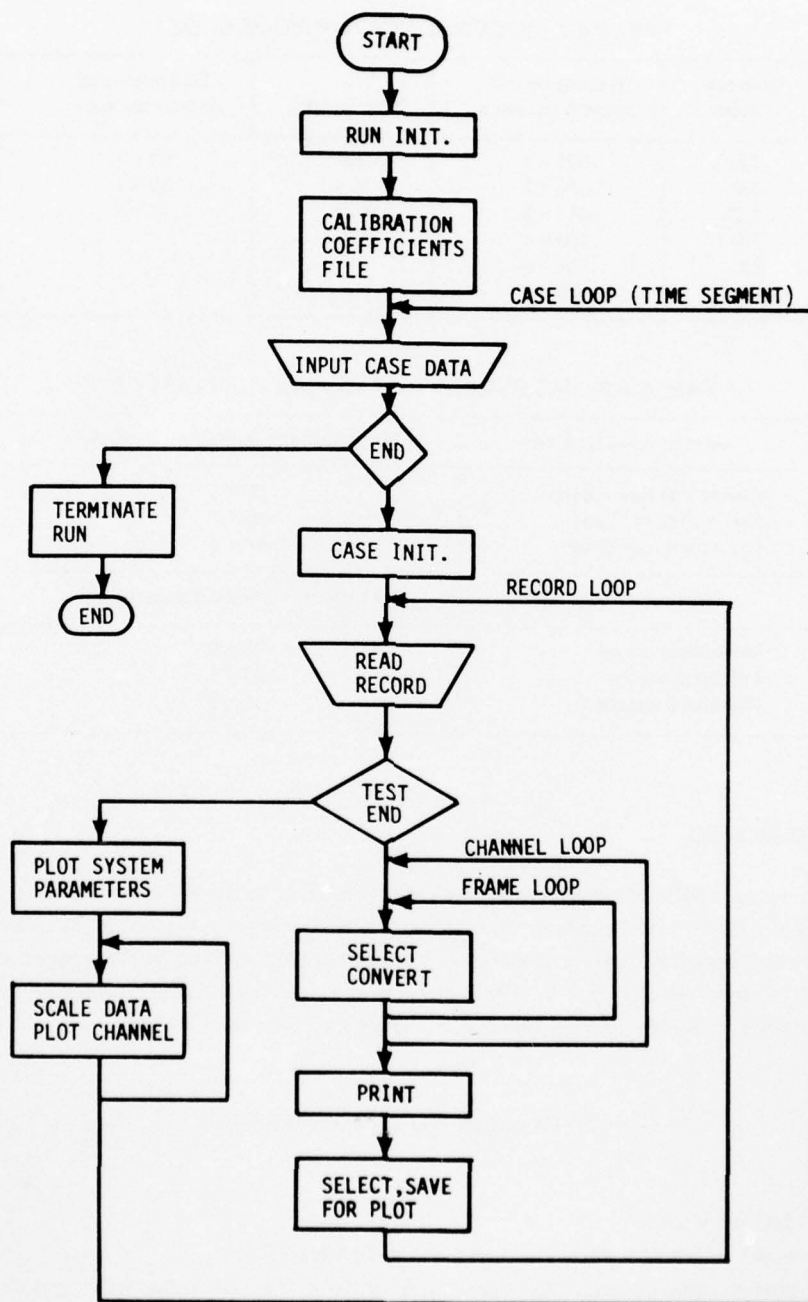 START
RUN INIT.
CALIBRATION
COEFFICIENTS
FILE
CASE LOOP (TIME SEGMENT)
INPUT CASE DATA
END
TERMINATE
RUN
CASE INIT.
END
RECORD LOOP
READ
RECORD
TEST
END
CHANNEL LOOP
PLOT SYSTEM
PARAMETERS
FRAME LOOP
SELECT
CONVERT
SCALE DATA
PLOT CHANNEL
PRINT
SELECT,SAVE
FOR PLOT